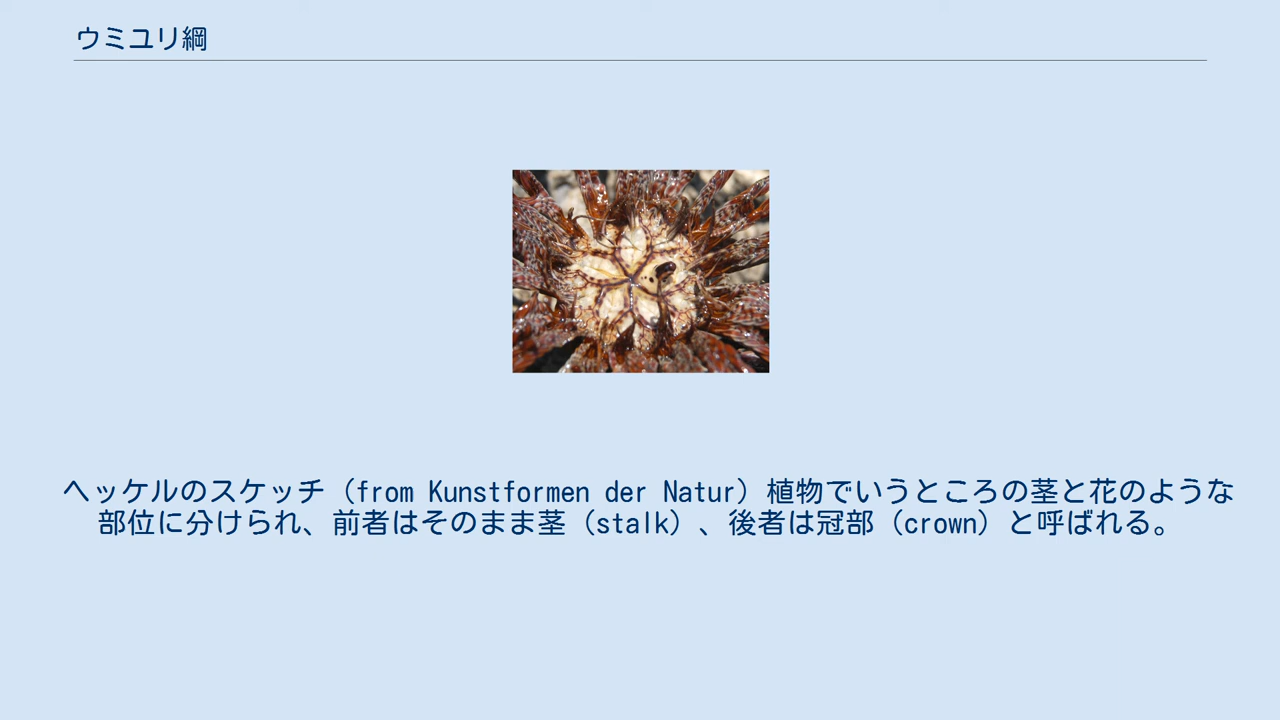 ウミユリ綱
ヘッケルのスケッチ（from Kunstformen der Natur）植物でいうところの茎と花のような
部位に分けられ、前者はそのまま茎（stalk）、後者は冠部（crown）と呼ばれる。